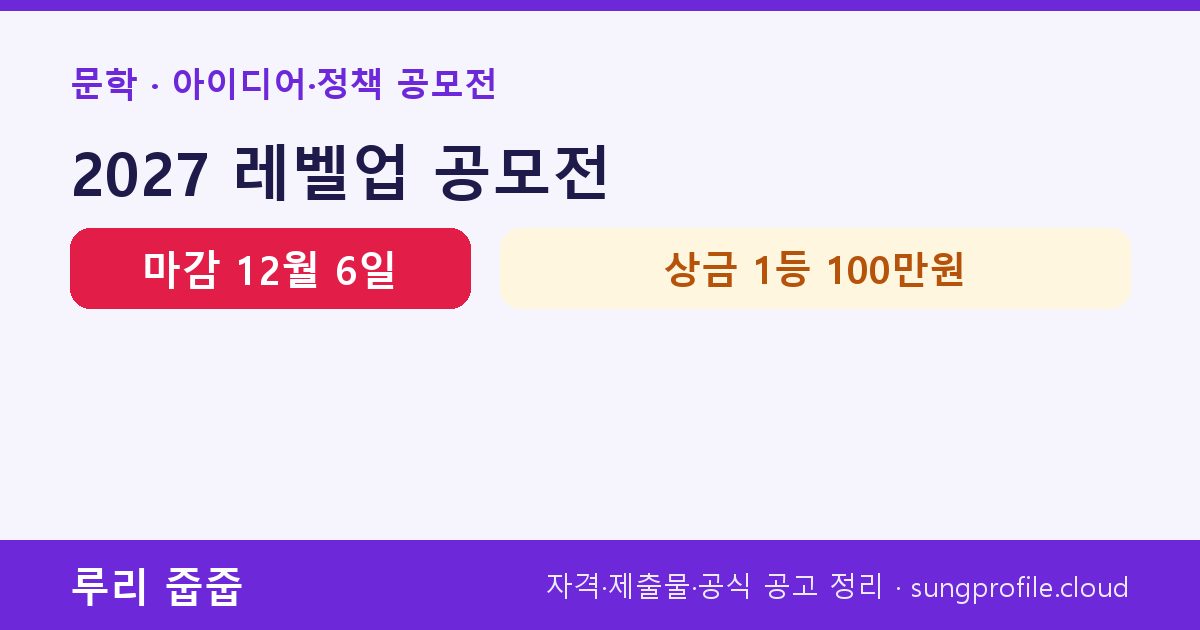 문학 · 아이디어·정책 공모전
2027 레벨업 공모전
마감 12월 6일
상금 1등 100만원
루리 줍줍
자격·제출물·공식 공고 정리 · sungprofile.cloud